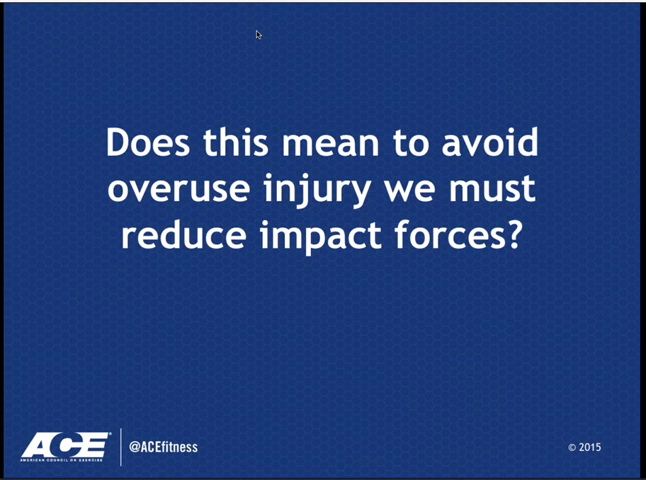 Does this mean to avoid
overuse injury we must
reduce impact forces?
ACE®
AMERICAN COUNCIL ON EXERCISE
@ACEfitness
© 2015